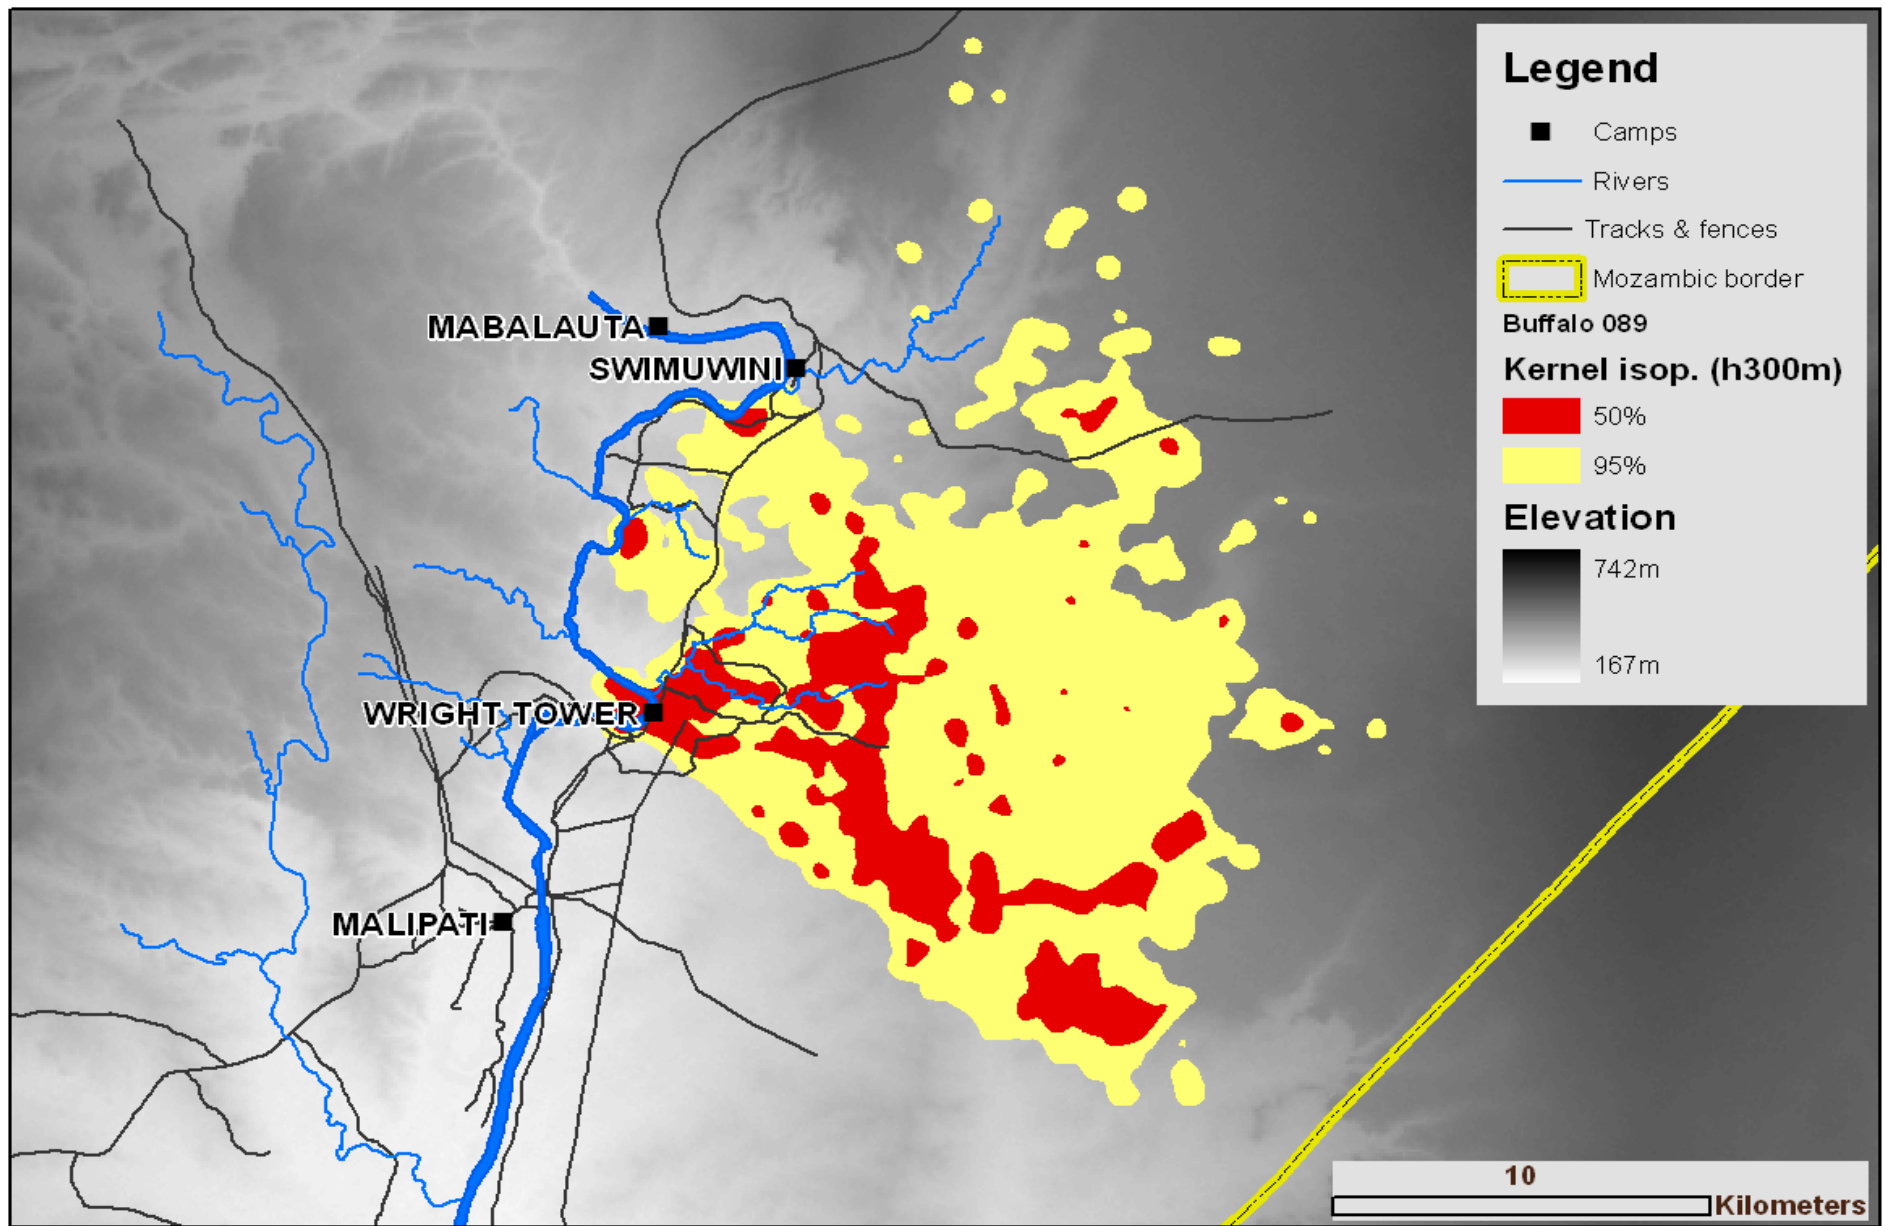 Legend
Camps
Rivers
Tracks & fences
Mozambic border
Buffalo 089
Kernel isop. (h300m)
50%
95%
Elevation
742m
167m
MABALAUTA
SWIMUWINI
WRIGHT TOWER
MALIPATI
10
Kilometers